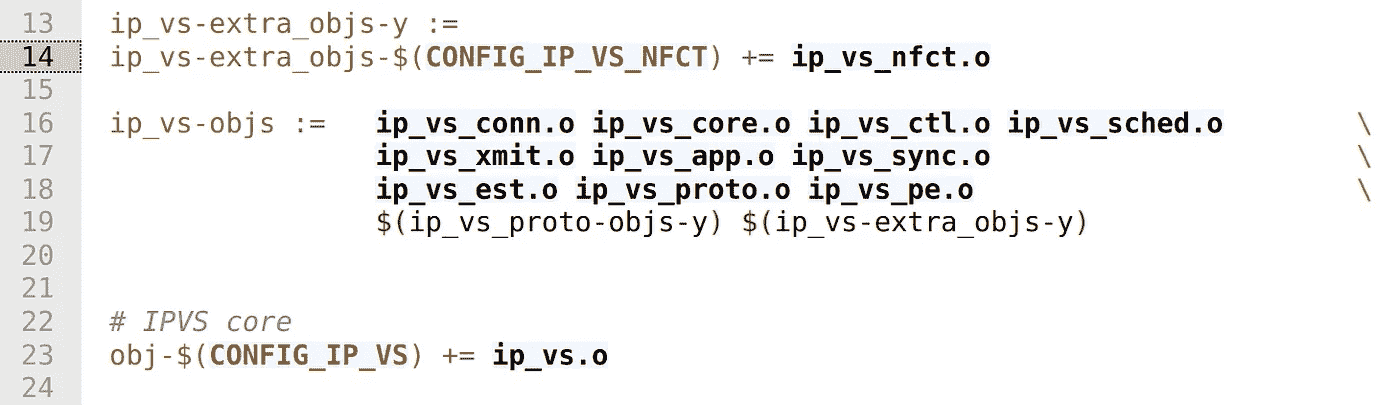 13 ip_vs-extra_objs-y :=
14 ip_vs-extra_objs-$(CONFIG_IP_VS_NFCT) += ip_vs_nfct.o
15
16 ip_vs-objs := ip_vs_conn.o ip_vs_core.o ip_vs_ctl.o ip_vs_sched.o \
17 ip_vs_xmit.o ip_vs_app.o ip_vs_sync.o \
18 ip_vs_est.o ip_vs_proto.o ip_vs_pe.o \
19 $(ip_vs_proto-objs-y) $(ip_vs-extra_objs-y)
20
21
22 # IPVS core
23 obj-$(CONFIG_IP_VS) += ip_vs.o
24